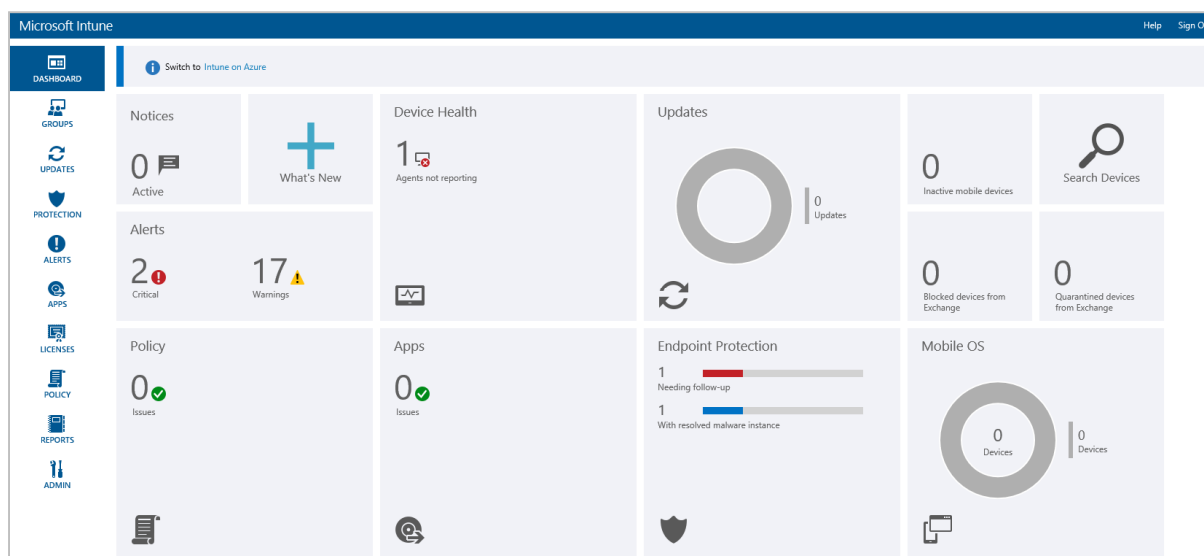 Microsoft Intune
Help
Sign O
DASHBOARD
GROUPS
UPDATES
PROTECTION
ALERTS
APPS
LICENSES
POLICY
REPORTS
ADMIN
Switch to Intune on Azure
Notices
0
Active
What's New
Alerts
2
Critical
17
Warnings
Device Health
1
Agents not reporting
Updates
0
Updates
0
Inactive mobile devices
Search Devices
0
Blocked devices from
Exchange
0
Quarantined devices
from Exchange
Policy
0
Issues
Apps
0
Issues
Endpoint Protection
1
Needing follow-up
1
With resolved malware instance
Mobile OS
0
Devices
0
Devices